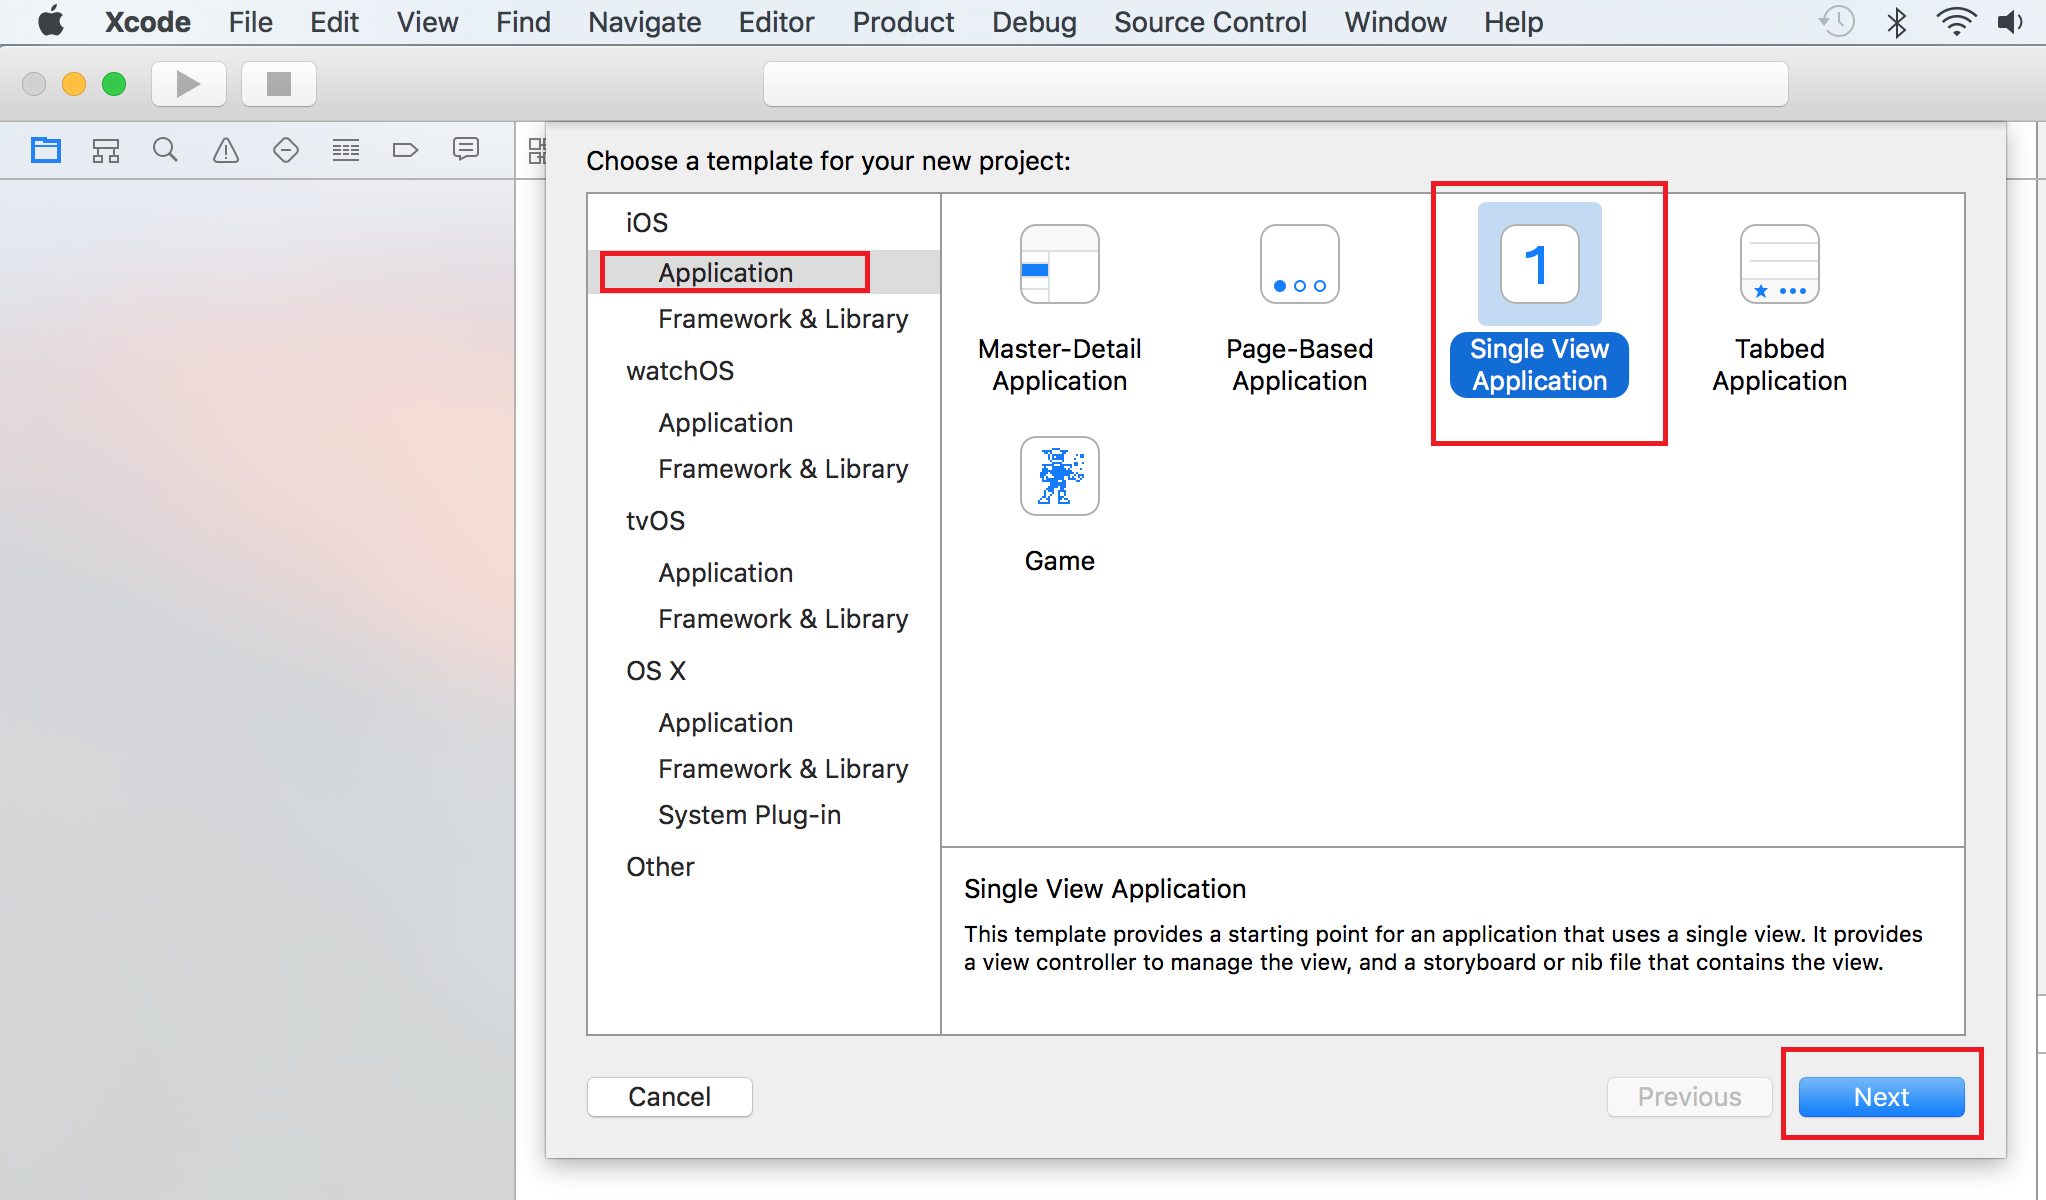 Xcode File Edit View Find Navigate Editor Product Debug Source Control Window Help
Choose a template for your new project:
iOS
Application
Framework & Library
watchOS
Application
Framework & Library
tvOS
Application
Framework & Library
OS X
Application
Framework & Library
System Plug-in
Other
Master-Detail
Application
Page-Based
Application
1
Single View
Application
Tabbed
Application
Game
Single View Application
This template provides a starting point for an application that uses a single view. It provides
a view controller to manage the view, and a storyboard or nib file that contains the view.
Cancel
Previous
Next